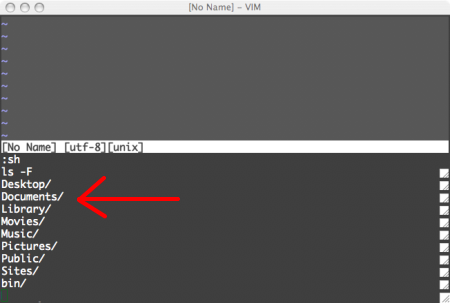 [No Name] – VIM
~
~
~
~
~
~
~
~
~
[No Name] [utf-8][unix]
:sh
ls -F
Desktop/
Documents/
Library/
Movies/
Music/
Pictures/
Public/
Sites/
bin/